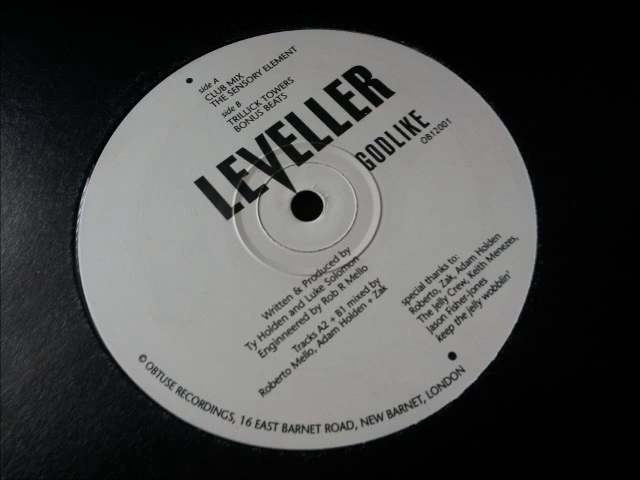 side A
CLUB MIX
THE SENSORY ELEMENT
side B
TRILLICK TOWERS
BONUS BEATS
LEVELLER
GODLIKE
0812001
Written & Produced by
Ty Holden and Luke Solomon
Enginneered by Rob R Mello
Tracks A2 + B1 mixed by
Roberto Mello, Adam Holden + Zak
special thanks to:
Roberto, Zak, Adam Holden
The Jelly Crew, Keith Menezes,
Jason Fisher-Jones
keep the jelly wobblin'
© OBTUSE RECORDINGS, 16 EAST BARNET ROAD, NEW BARNET, LONDON